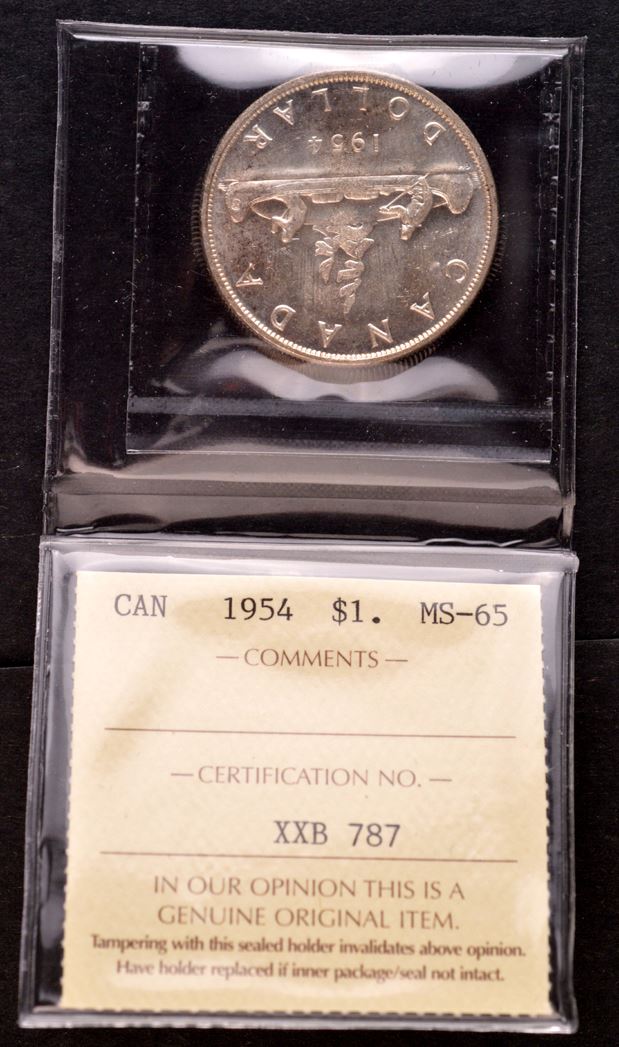 CANADA
1954
DOLLAR
CAN 1954 $1. MS-65
— COMMENTS —
— CERTIFICATION NO. —
XXB 787
IN OUR OPINION THIS IS A
GENUINE ORIGINAL ITEM.
Tampering with this sealed holder invalidates above opinion.
Have holder replaced if inner package/seal not intact.